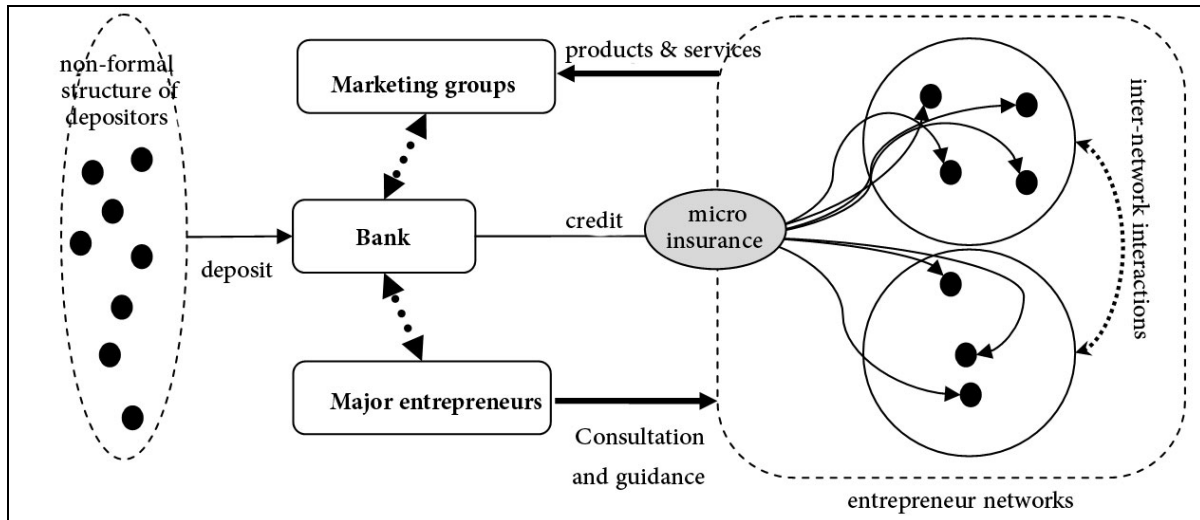 non-formal
structure of
depositors
deposit
Marketing groups
Bank
Major entrepreneurs
products & services
credit
micro
insurance
Consultation
and guidance
inter-network interactions
entrepreneur networks